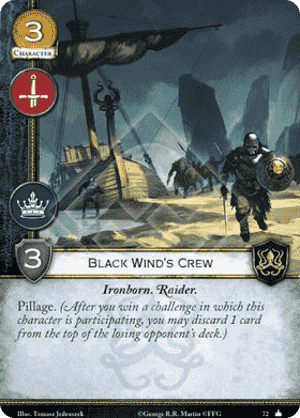 3
CHARACTER
3
BLACK WIND'S CREW
Ironborn. Raider.
Pillage. (After you win a challenge in which this
character is participating, you may discard 1 card
from the top of the losing opponent's deck.)
Illus. Tomasz Jedruszek ©George R.R. Martin ©FFG 72